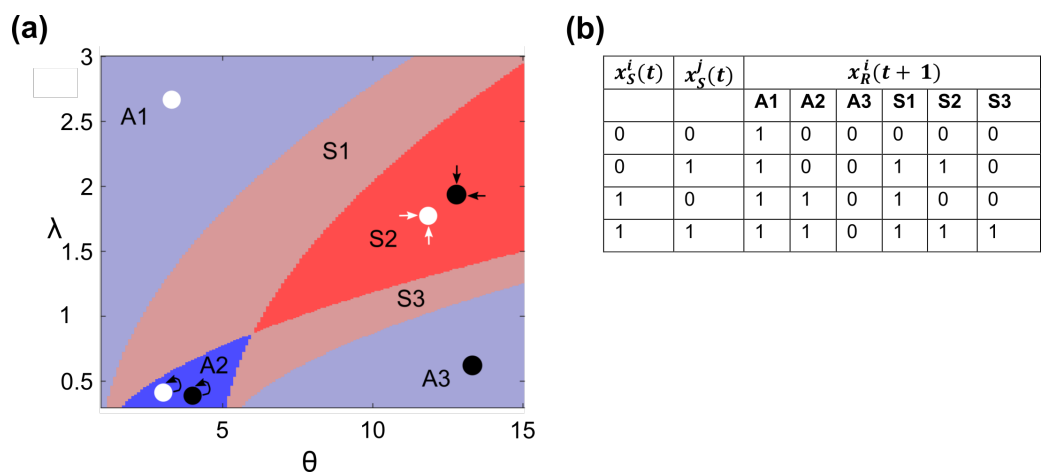 (a)
3
2.5
2
1.5
1
0.5
λ
5
10
15
θ
A1
S1
S2
S3
A2
A3
(b)
x_S^i(t) x_S^j(t) x_R^i(t + 1)
A1 A2 A3 S1 S2 S3
0 0 1 0 0 0 0 0
0 1 1 0 0 1 1 0
1 0 1 1 0 1 0 0
1 1 1 1 0 1 1 1